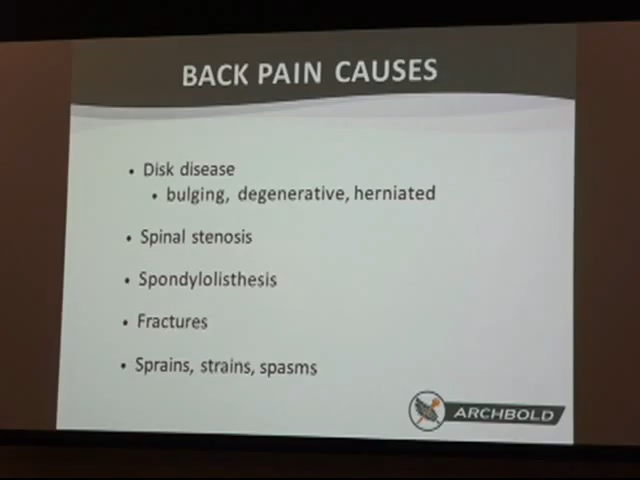 BACK PAIN CAUSES
• Disk disease
• bulging, degenerative, herniated
• Spinal stenosis
• Spondylolisthesis
• Fractures
• Sprains, strains, spasms
ARCHBOLD